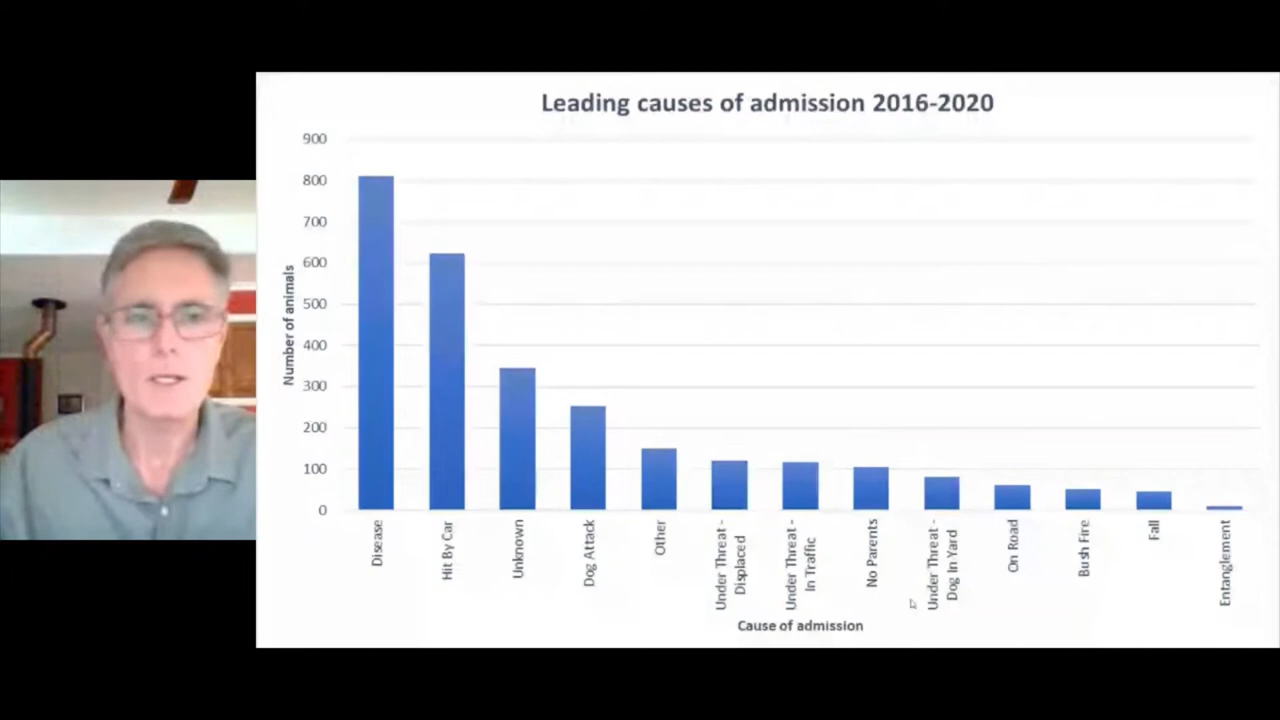 Leading causes of admission 2016-2020
900
800
700
600
500
400
300
200
100
0
Number of animals
Disease
Hit By Car
Unknown
Dog Attack
Other
Under Threat -
Displaced
Under Threat -
In Traffic
No Parents
Under Threat -
Dog In Yard
On Road
Bush Fire
Fall
Entanglement
Cause of admission